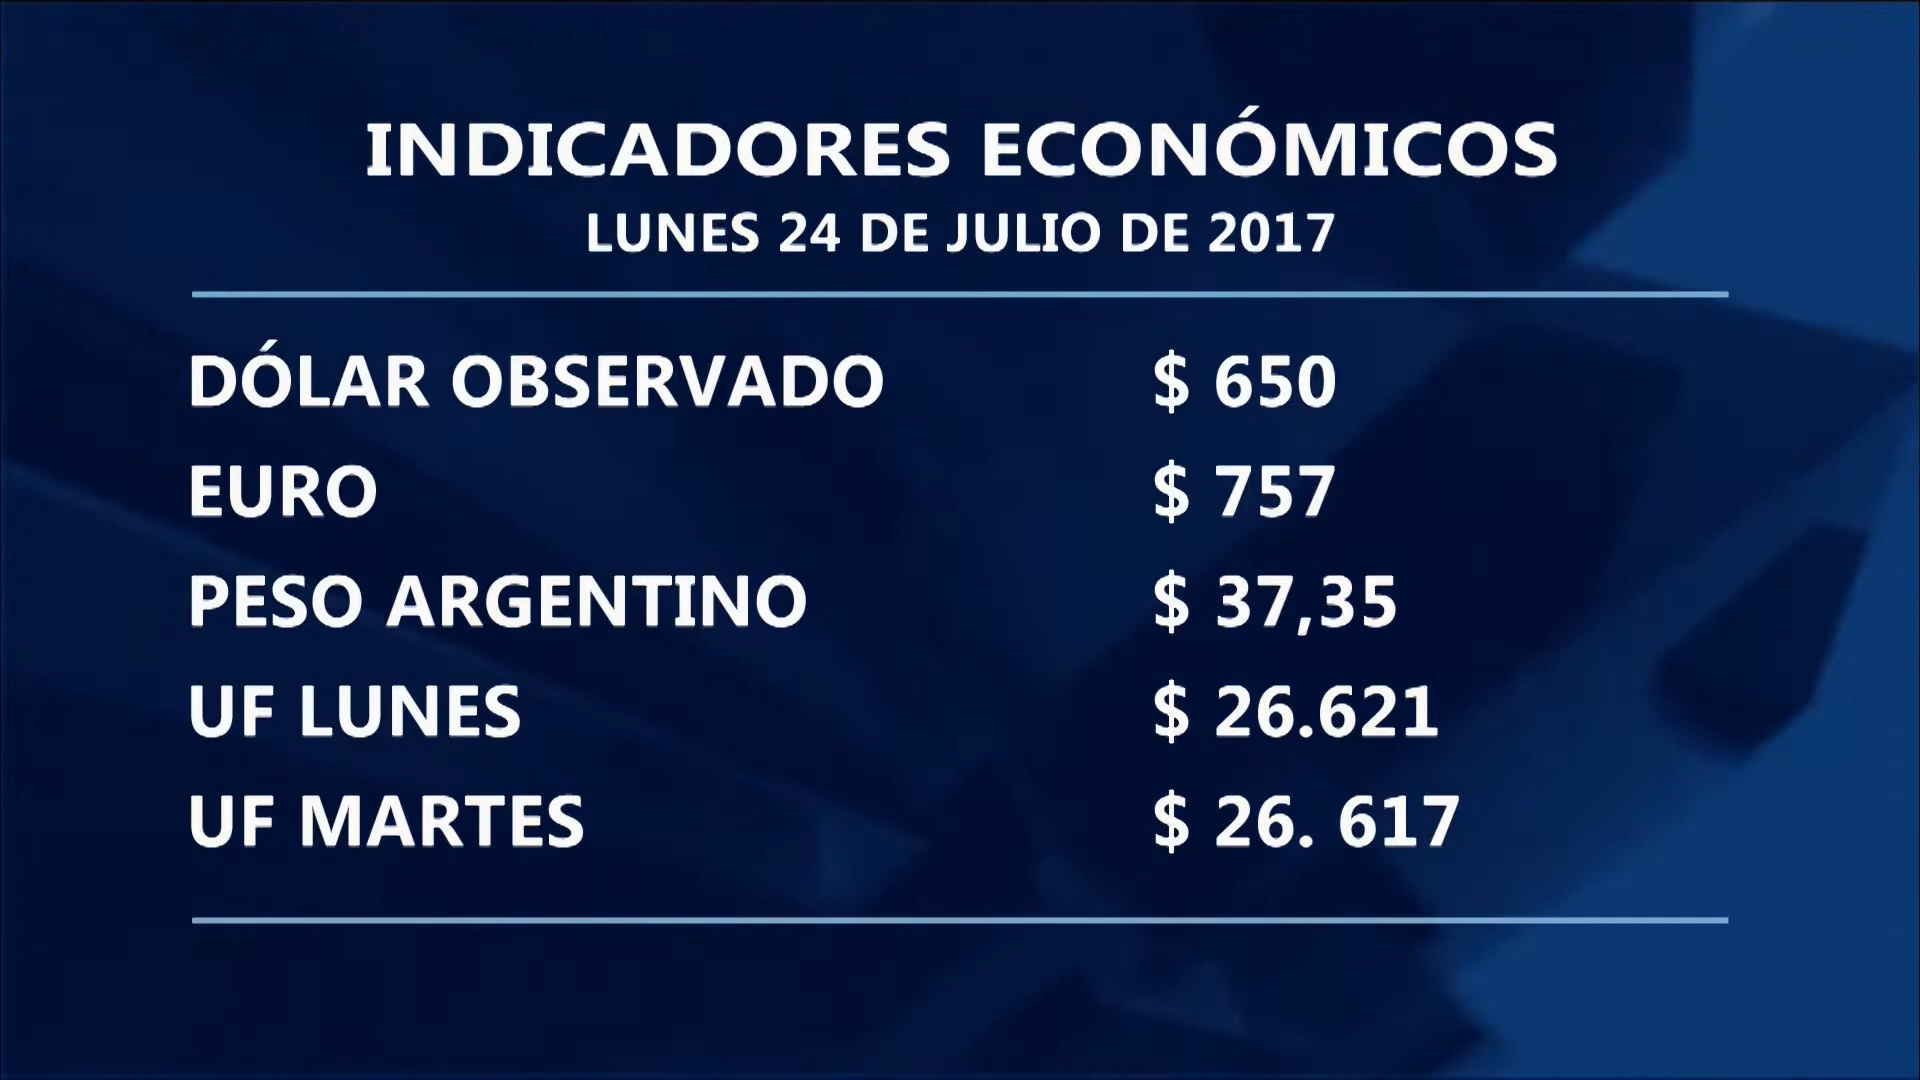 INDICADORES ECONÓMICOS
LUNES 24 DE JULIO DE 2017
DÓLAR OBSERVADO $ 650
EURO $ 757
PESO ARGENTINO $ 37,35
UF LUNES $ 26.621
UF MARTES $ 26. 617